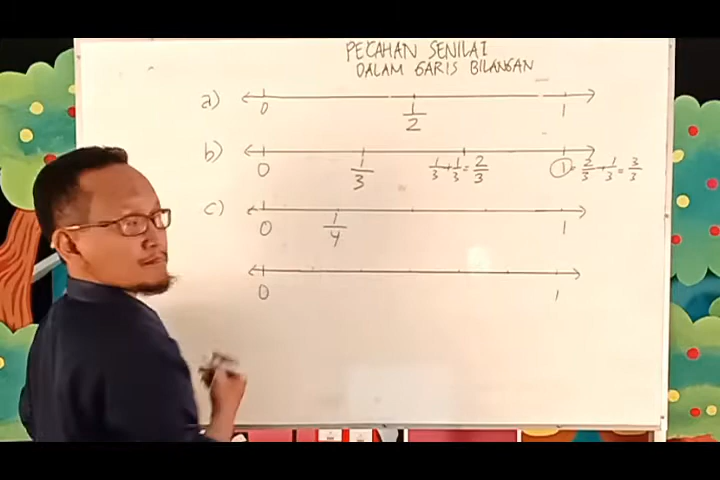 PECAHAN SENILAI
DALAM GARIS BILANGAN
a) 0 1/2 1
b) 0 1/3 1/3+1/3=2/3 1=2/3+1/3=3/3
c) 0 1/4 1
0 1